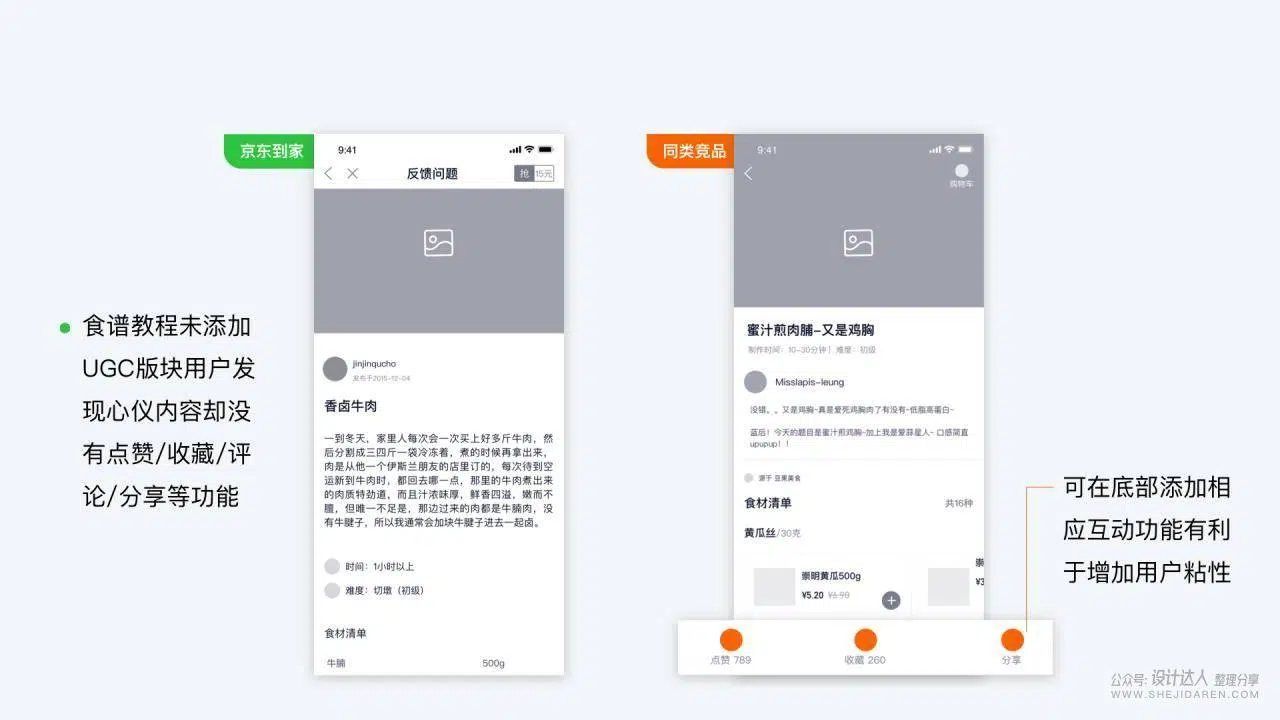 京东到家
9:41
反馈问题
抢 15元
jinjinqucho
发布于2015-12-04
香卤牛肉
一到冬天，家里人每次会一次买上好多斤牛肉，然
后分割成三四斤一袋冷冻着，煮的时候再拿出来，
肉是从他一个伊斯兰朋友的店里订的，每次待到空
运新到牛肉时，都回去哪一点，那里的牛肉煮出来
的肉质特劲道，而且汁浓味厚，鲜香四溢，嫩而不
膻，但唯一不足是，那边过来的肉都是牛腩肉，没
有牛腱子，所以我通常会加块牛腱子进去一起卤。
时间：1小时以上
难度：切墩（初级）
食材清单
牛腩 500g
食谱教程未添加
UGC版块用户发
现心仪内容却没
有点赞/收藏/评
论/分享等功能
同类竞品
9:41
购物车
蜜汁煎肉脯-又是鸡胸
制作时间：10-30分钟 | 难度：初级
Misslapis-leung
没错。。又是鸡胸~真是爱死鸡胸肉了有没有~低脂高蛋白~
蓝后！今天的题目是蜜汁煎鸡胸~加上我是爱菲星人~ 口感简直
upupup！！
源于 豆果美食
食材清单 共16种
黄瓜丝/30克
崇明黄瓜500g
¥5.20 ¥6.90
崇
¥3
点赞 789
收藏 260
分享
可在底部添加相
应互动功能有利
于增加用户粘性
公众号: 设计达人 整理分享
WWW.SHEJIDAREN.COM